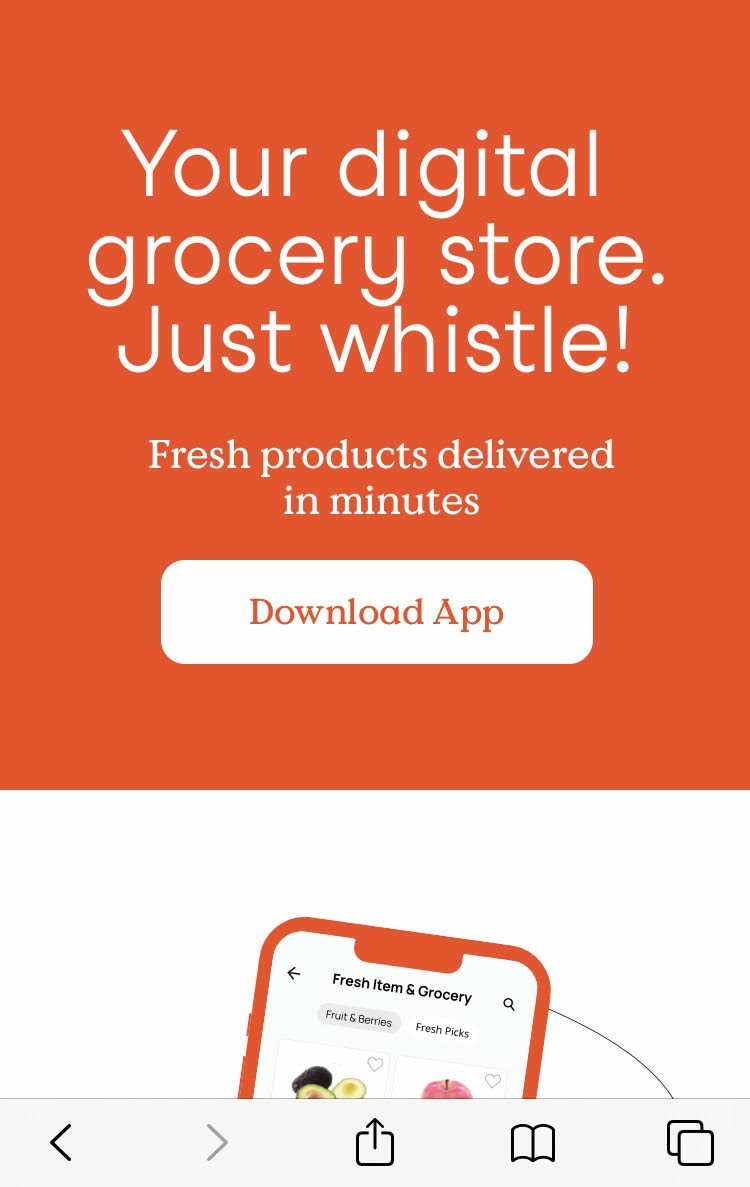 Your digital
grocery store.
Just whistle!
Fresh products delivered
in minutes
Download App
Fresh Item & Grocery
Fruit & Berries
Fresh Picks